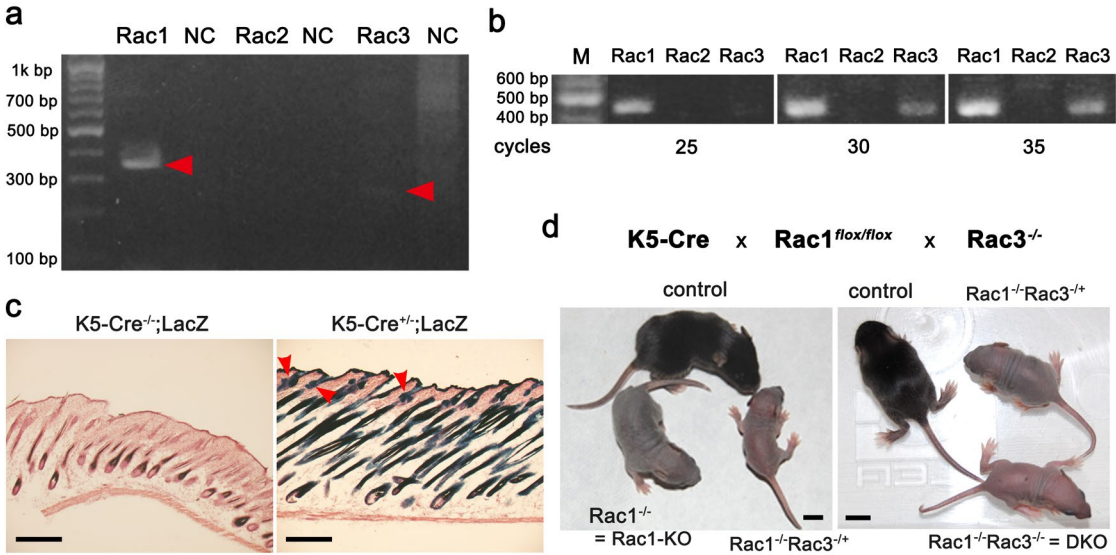 a
Rac1 NC Rac2 NC Rac3 NC
1k bp
700 bp
500 bp
300 bp
100 bp
b
M Rac1 Rac2 Rac3 Rac1 Rac2 Rac3 Rac1 Rac2 Rac3
600 bp
500 bp
400 bp
cycles 25 30 35
c
K5-Cre-/-;LacZ K5-Cre+/-;LacZ
d
K5-Cre x Rac1flox/flox x Rac3-/-
control
control Rac1-/-Rac3-/+
Rac1-/-
= Rac1-KO
Rac1-/-Rac3-/+
Rac1-/-Rac3-/- = DKO